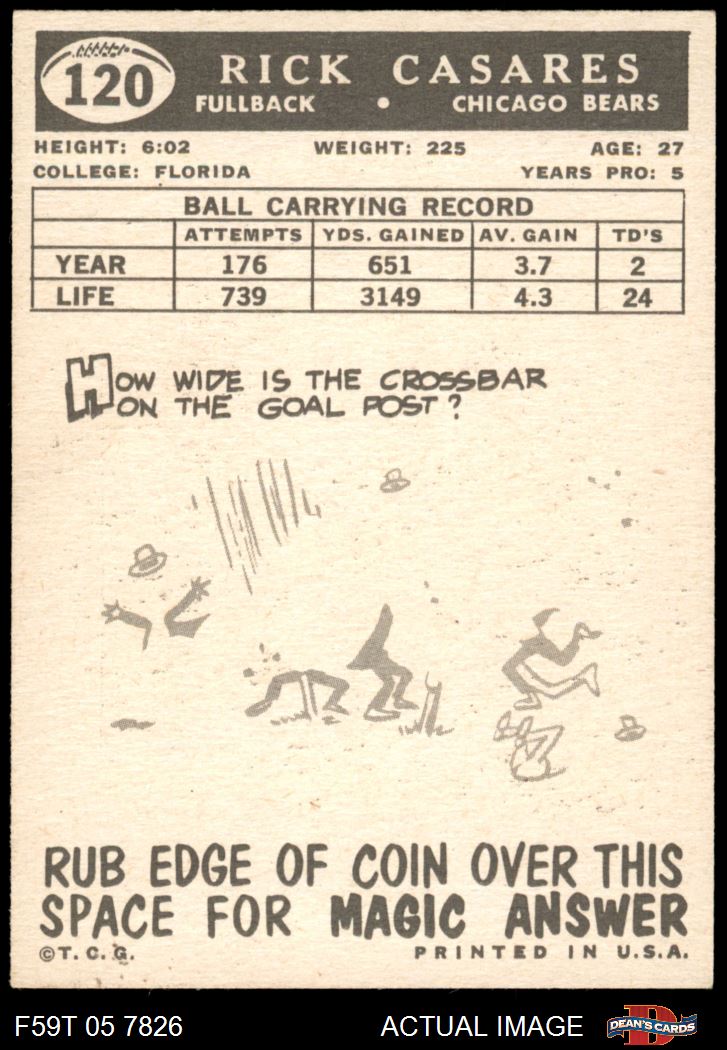 120
RICK CASARES
FULLBACK • CHICAGO BEARS
HEIGHT: 6:02 WEIGHT: 225 AGE: 27
COLLEGE: FLORIDA YEARS PRO: 5
BALL CARRYING RECORD
ATTEMPTS YDS. GAINED AV. GAIN TD'S
YEAR 176 651 3.7 2
LIFE 739 3149 4.3 24
HOW WIDE IS THE CROSSBAR
ON THE GOAL POST?
RUB EDGE OF COIN OVER THIS
SPACE FOR MAGIC ANSWER
©T. C. G. PRINTED IN U.S.A.
F59T 05 7826 ACTUAL IMAGE D DEAN'S CARDS